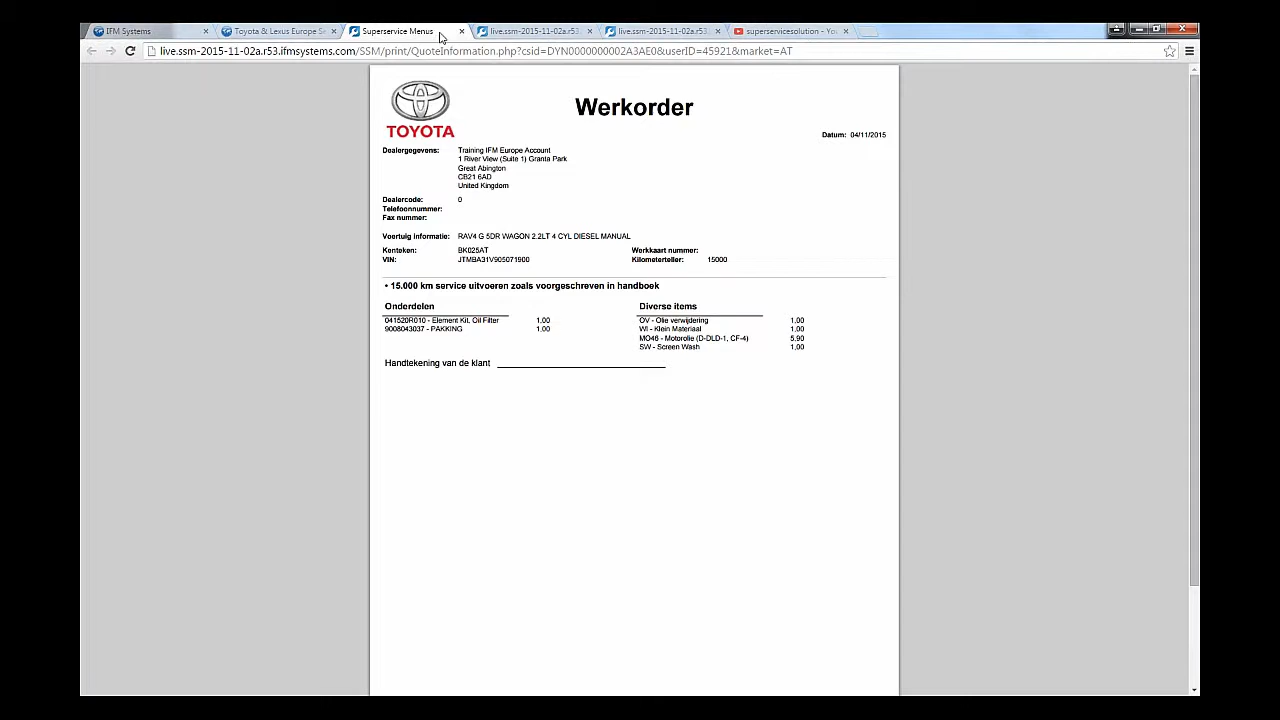 IFM Systems
Toyota & Lexus Europe Se
Superservice Menus
live.ssm-2015-11-02a.r53
live.ssm-2015-11-02a.r53
superservicesolution - You
live.ssm-2015-11-02a.r53.ifmsystems.com/SSM/print/QuoteInformation.php?csid=DYN0000000002A3AE0&userID=45921&market=AT
TOYOTA
Werkorder
Datum: 04/11/2015
Dealergegevens: Training IFM Europe Account
1 River View (Suite 1) Granta Park
Great Abington
CB21 6AD
United Kingdom
Dealercode: 0
Telefoonnummer:
Fax nummer:
Voertuig Informatie: RAV4 G 5DR WAGON 2.2LT 4 CYL DIESEL MANUAL
Kenteken: BK025AT Werkkaart nummer:
VIN: JTMBA31V905071900 Kilometerteller: 15000
• 15.000 km service uitvoeren zoals voorgeschreven in handboek
Onderdelen Diverse items
041520R010 - Element Kit, Oil Filter 1,00 OV - Olie verwijdering 1,00
9008043037 - PAKKING 1,00 WI - Klein Materiaal 1,00
MO46 - Motorolie (D-DLD-1, CF-4) 5,90
SW - Screen Wash 1,00
Handtekening van de klant